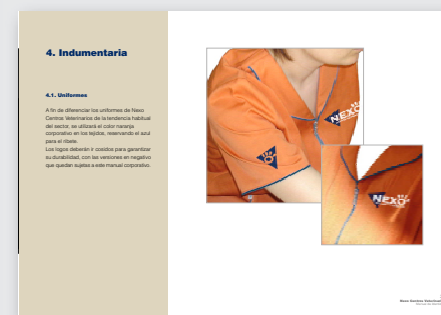 4. Indumentaria
4.1. Uniformes
A fin de diferenciar los uniformes de Nexo
Centros Veterinarios de la tendencia habitual
del sector, se utilizará el color naranja
corporativo en los tejidos, reservando el azul
para el ribete.
Los logos deberán ir cosidos para garantizar
su durabilidad, con las versiones en negativo
que quedan sujetas a este manual corporativo.
NEXO
NEXO
Nexo Centros Veterinarios